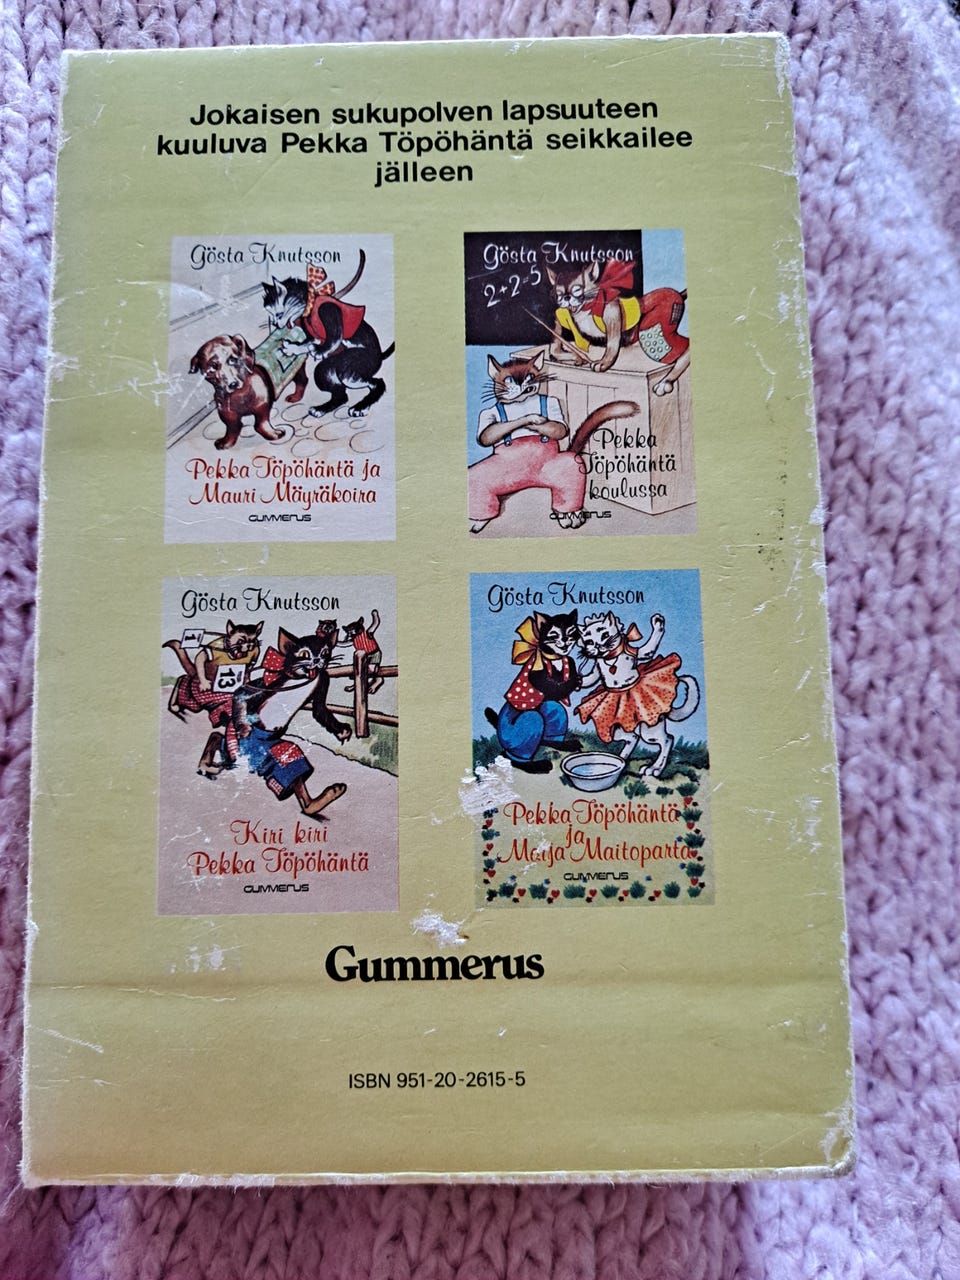 Jokaisen sukupolven lapsuuteen
kuuluva Pekka Töpöhäntä seikkailee
jälleen
Gösta Knutsson
Pekka Töpöhäntä ja
Mauri Mäyräkoira
GUMMERUS
Gösta Knutsson
2+2=5
Pekka
Töpöhäntä
koulussa
GUMMERUS
Gösta Knutsson
13
Kiri kiri
Pekka Töpöhäntä
GUMMERUS
Gösta Knutsson
Pekka Töpöhäntä
ja
Maija Maitoparta
GUMMERUS
Gummerus
ISBN 951-20-2615-5